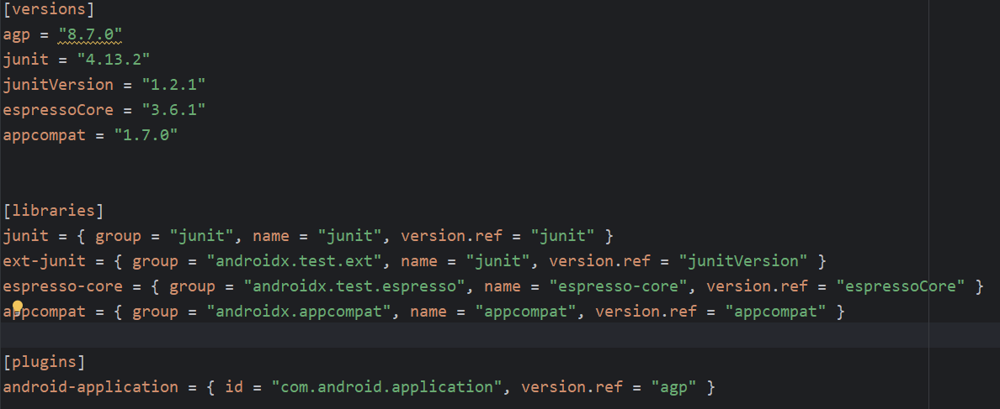 [versions]
agp = "8.7.0"
junit = "4.13.2"
junitVersion = "1.2.1"
espressoCore = "3.6.1"
appcompat = "1.7.0"
[libraries]
junit = { group = "junit", name = "junit", version.ref = "junit" }
ext-junit = { group = "androidx.test.ext", name = "junit", version.ref = "junitVersion" }
espresso-core = { group = "androidx.test.espresso", name = "espresso-core", version.ref = "espressoCore" }
appcompat = { group = "androidx.appcompat", name = "appcompat", version.ref = "appcompat" }
[plugins]
android-application = { id = "com.android.application", version.ref = "agp" }